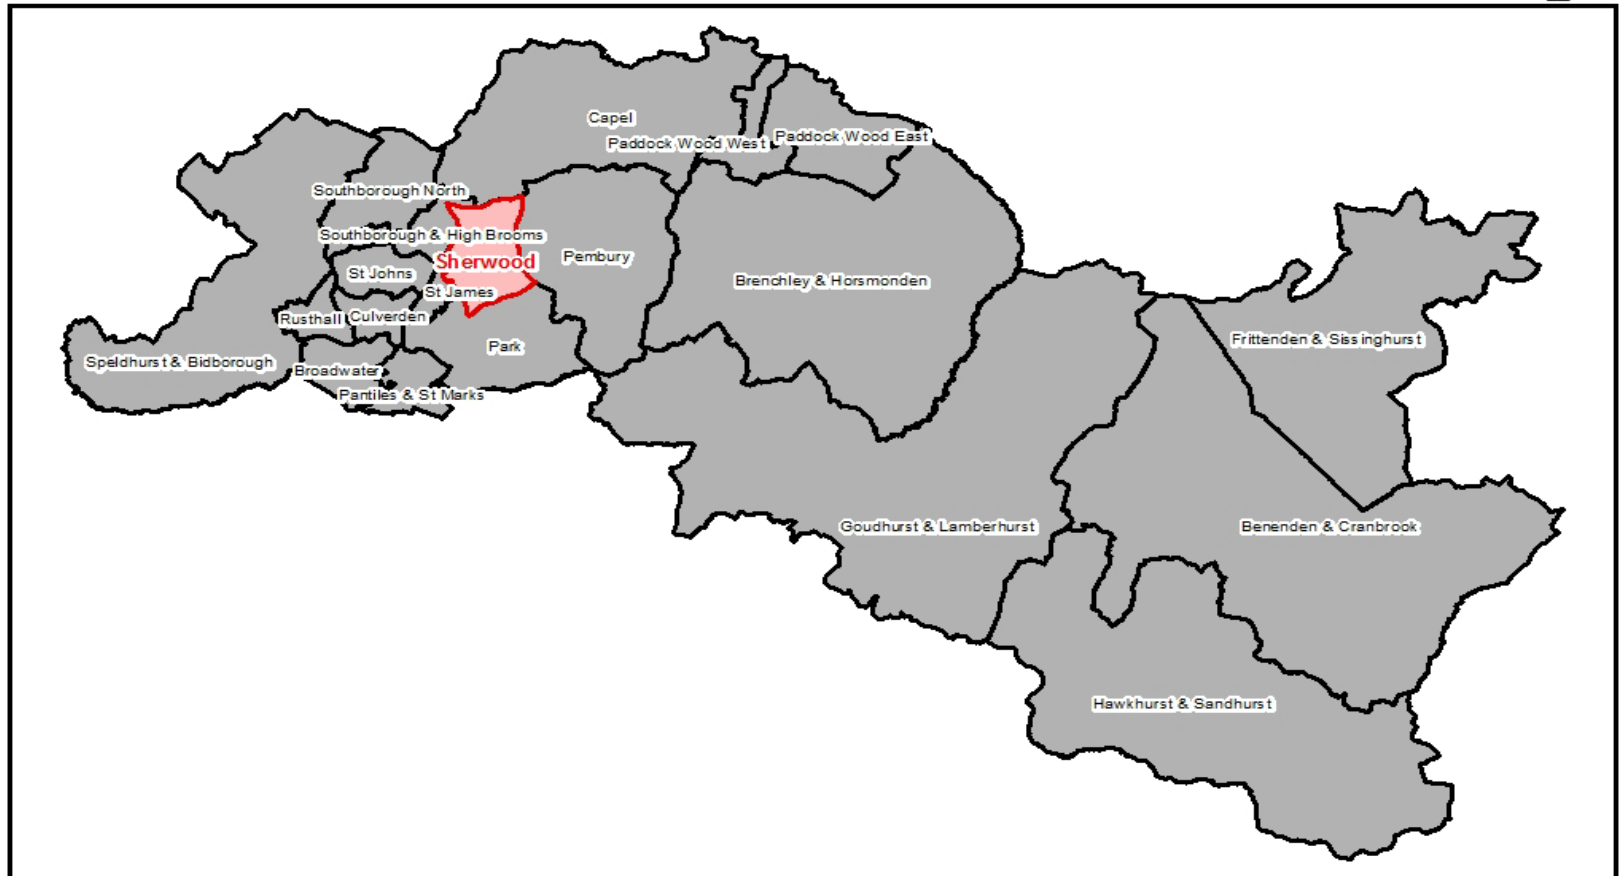 Capel
Paddock Wood East
Paddock Wood West
Southborough North
Southborough & High Brooms
Pembury
Sherwood
St Johns
Brenchley & Horsmonden
St James
Rusthall
Culverden
Frittenden & Sissinghurst
Park
Speldhurst & Bidborough
Broadwater
Pantiles & St Marks
Goudhurst & Lamberhurst
Benenden & Cranbrook
Hawkhurst & Sandhurst